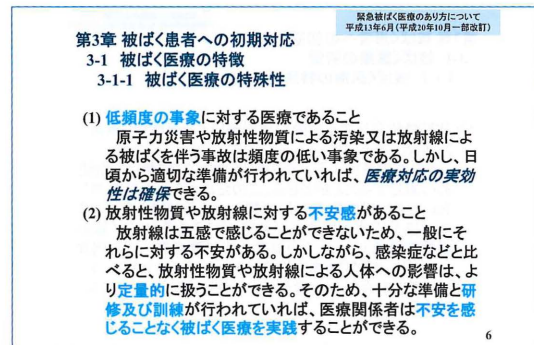 緊急被ばく医療のあり方について
平成13年6月(平成20年10月一部改訂)
第3章 被ばく患者への初期対応
3-1 被ばく医療の特徴
3-1-1 被ばく医療の特殊性
(1) 低頻度の事象に対する医療であること
原子力災害や放射性物質による汚染又は放射線によ
る被ばくを伴う事故は頻度の低い事象である。しかし、日
頃から適切な準備が行われていれば、医療対応の実効
性は確保できる。
(2) 放射性物質や放射線に対する不安感があること
放射線は五感で感じることができないため、一般にそ
れらに対する不安がある。しかしながら、感染症などと比
べると、放射性物質や放射線による人体への影響は、よ
り定量的に扱うことができる。そのため、十分な準備と研
修及び訓練が行われていれば、医療関係者は不安を感
じることなく被ばく医療を実践することができる。
6